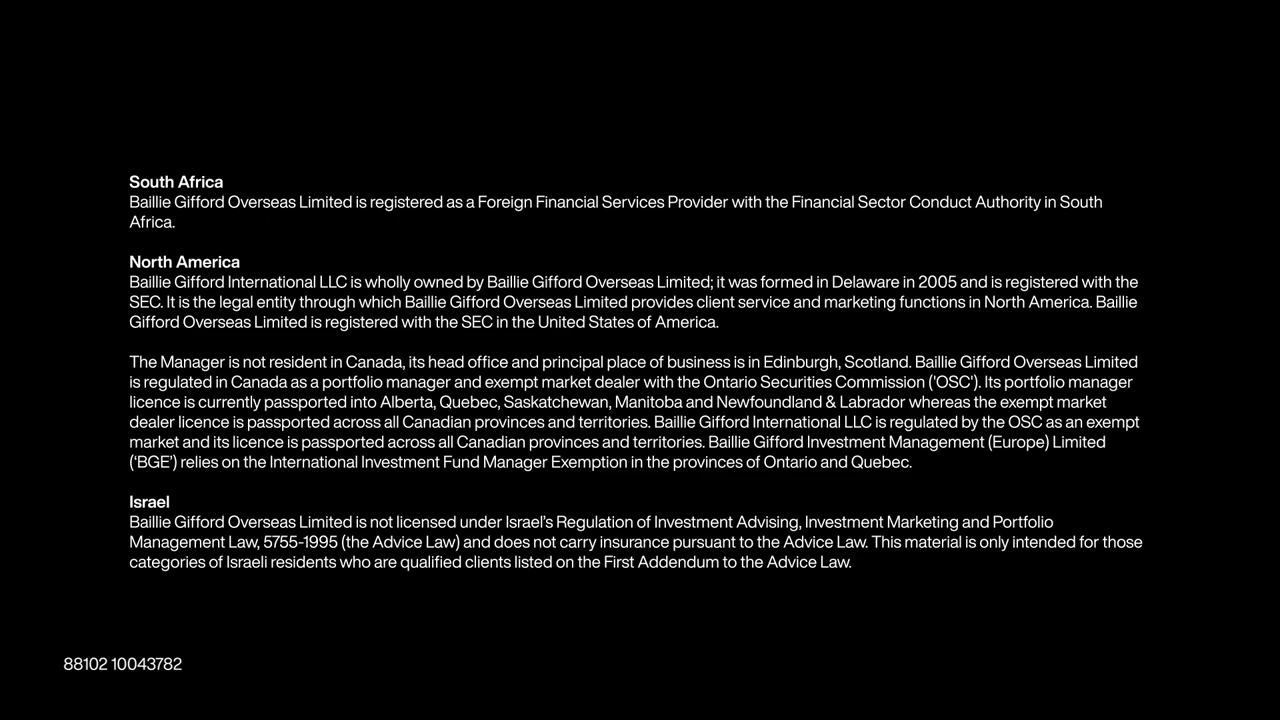 South Africa
Baillie Gifford Overseas Limited is registered as a Foreign Financial Services Provider with the Financial Sector Conduct Authority in South
Africa.
North America
Baillie Gifford International LLC is wholly owned by Baillie Gifford Overseas Limited; it was formed in Delaware in 2005 and is registered with the
SEC. It is the legal entity through which Baillie Gifford Overseas Limited provides client service and marketing functions in North America. Baillie
Gifford Overseas Limited is registered with the SEC in the United States of America.
The Manager is not resident in Canada, its head office and principal place of business is in Edinburgh, Scotland. Baillie Gifford Overseas Limited
is regulated in Canada as a portfolio manager and exempt market dealer with the Ontario Securities Commission ('OSC'). Its portfolio manager
licence is currently passported into Alberta, Quebec, Saskatchewan, Manitoba and Newfoundland & Labrador whereas the exempt market
dealer licence is passported across all Canadian provinces and territories. Baillie Gifford International LLC is regulated by the OSC as an exempt
market and its licence is passported across all Canadian provinces and territories. Baillie Gifford Investment Management (Europe) Limited
(‘BGE’) relies on the International Investment Fund Manager Exemption in the provinces of Ontario and Quebec.
Israel
Baillie Gifford Overseas Limited is not licensed under Israel’s Regulation of Investment Advising, Investment Marketing and Portfolio
Management Law, 5755-1995 (the Advice Law) and does not carry insurance pursuant to the Advice Law. This material is only intended for those
categories of Israeli residents who are qualified clients listed on the First Addendum to the Advice Law.
88102 10043782